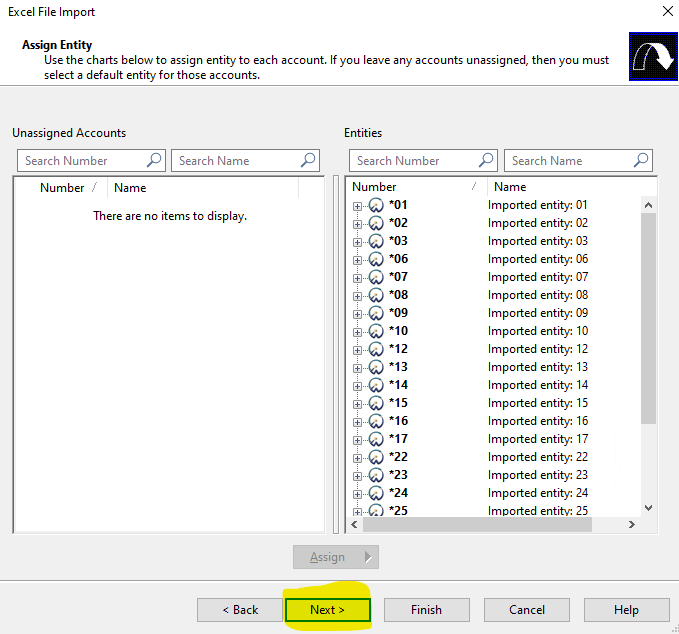 Excel File Import
Assign Entity
Use the charts below to assign entity to each account. If you leave any accounts unassigned, then you must
select a default entity for those accounts.
Unassigned Accounts
Entities
Search Number
Search Name
Search Number
Search Name
Number / Name
Number / Name
There are no items to display.
*01 Imported entity: 01
*02 Imported entity: 02
*03 Imported entity: 03
*06 Imported entity: 06
*07 Imported entity: 07
*08 Imported entity: 08
*09 Imported entity: 09
*10 Imported entity: 10
*12 Imported entity: 12
*13 Imported entity: 13
*14 Imported entity: 14
*15 Imported entity: 15
*16 Imported entity: 16
*17 Imported entity: 17
*22 Imported entity: 22
*23 Imported entity: 23
*24 Imported entity: 24
*25 Imported entity: 25
Assign
< Back
Next >
Finish
Cancel
Help